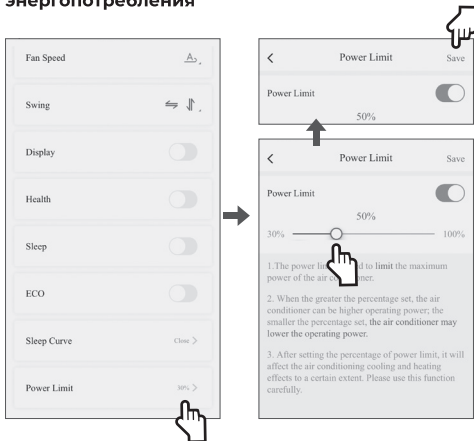 энергопотребления
Fan Speed
A
Swing
Display
Health
Sleep
ECO
Sleep Curve
Close >
Power Limit
30% >
< Power Limit Save
Power Limit
50%
< Power Limit Save
Power Limit
50%
30% 100%
1.The power to limit the maximum
power of the air
2. When the greater the percentage set, the air
conditioner can be higher operating power; the
smaller the percentage set, the air conditioner may
lower the operating power.
3. After setting the percentage of power limit, it will
affect the air conditioning cooling and heating
effects to a certain extent. Please use this function
carefully.